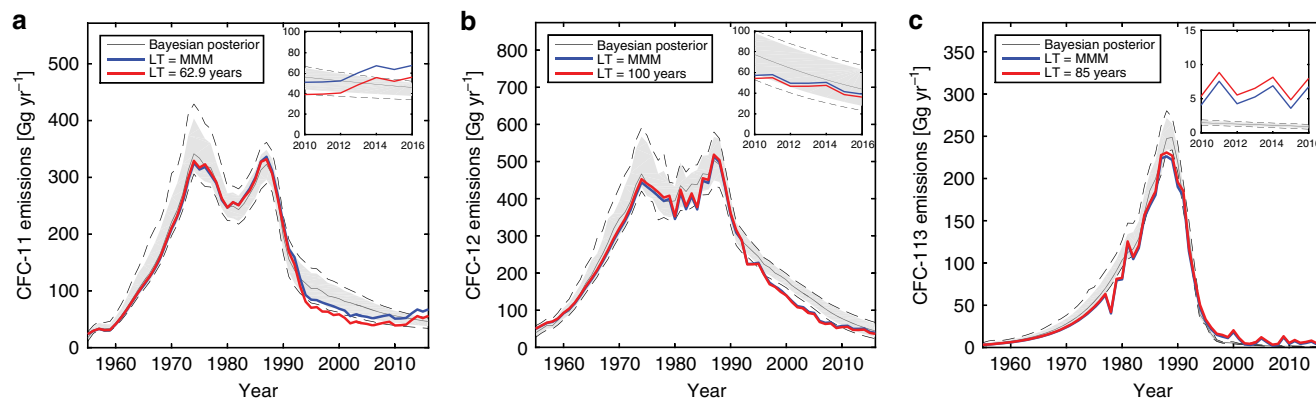 a
CFC-11 emissions [Gg yr⁻¹]
500
400
300
200
100
0
1960 1970 1980 1990 2000 2010
Year
Bayesian posterior
LT = MMM
LT = 62.9 years
100
80
60
40
20
0
2010 2012 2014 2016
b
CFC-12 emissions [Gg yr⁻¹]
800
700
600
500
400
300
200
100
0
1960 1970 1980 1990 2000 2010
Year
Bayesian posterior
LT = MMM
LT = 100 years
100
80
60
40
20
0
2010 2012 2014 2016
c
CFC-113 emissions [Gg yr⁻¹]
350
300
250
200
150
100
50
0
1960 1970 1980 1990 2000 2010
Year
Bayesian posterior
LT = MMM
LT = 85 years
15
10
5
0
2010 2012 2014 201